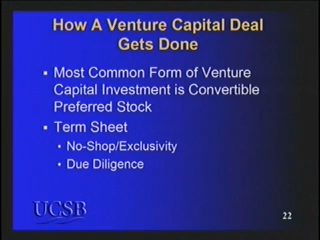 How A Venture Capital Deal
Gets Done
▪ Most Common Form of Venture
Capital Investment is Convertible
Preferred Stock
▪ Term Sheet
• No-Shop/Exclusivity
• Due Diligence
UCSB
22